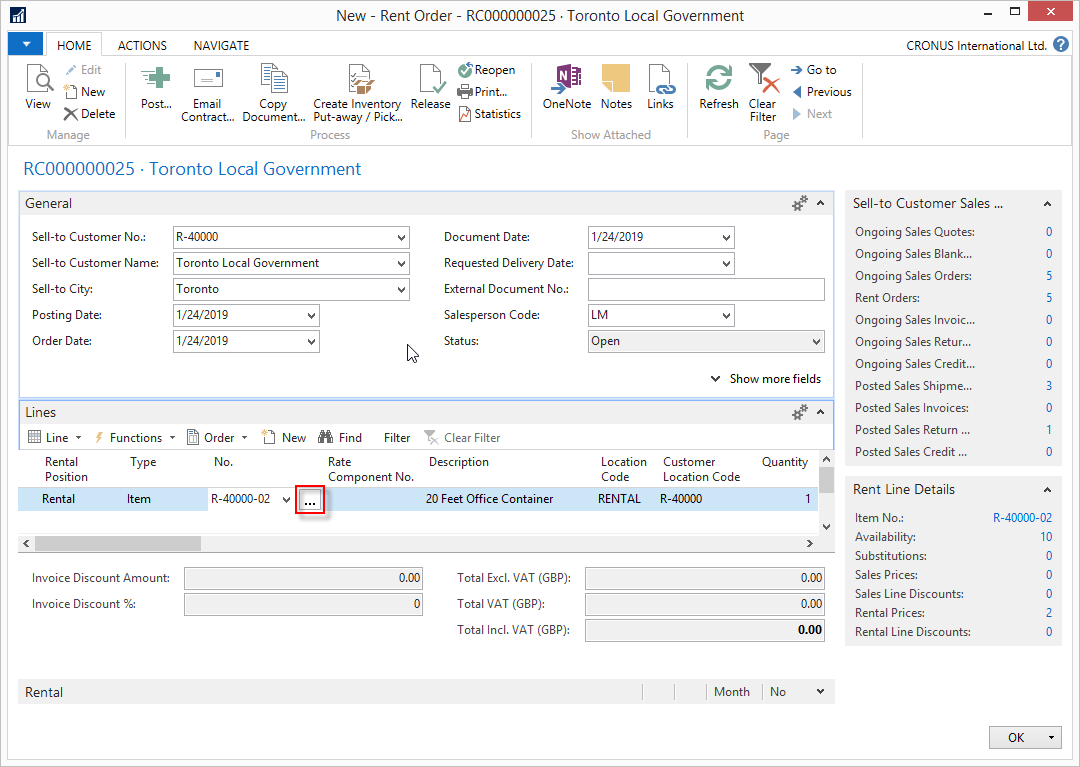 New - Rent Order - RC000000025 · Toronto Local Government
HOME ACTIONS NAVIGATE
CRONUS International Ltd. ?
View
Edit
New
Delete
Manage
Post...
Email Contract...
Copy Document...
Create Inventory Put-away / Pick...
Release
Reopen
Print...
Statistics
Process
OneNote
Notes
Links
Show Attached
Refresh
Clear Filter
Go to
Previous
Next
Page
RC000000025 · Toronto Local Government
General
Sell-to Customer No.: R-40000
Sell-to Customer Name: Toronto Local Government
Sell-to City: Toronto
Posting Date: 1/24/2019
Order Date: 1/24/2019
Document Date: 1/24/2019
Requested Delivery Date:
External Document No.:
Salesperson Code: LM
Status: Open
Show more fields
Lines
Line Functions Order New Find Filter Clear Filter
Rental Position Type No. Rate Component No. Description Location Code Customer Location Code Quantity
Rental Item R-40000-02 ... 20 Feet Office Container RENTAL R-40000 1
Invoice Discount Amount: 0.00
Invoice Discount %: 0
Total Excl. VAT (GBP): 0.00
Total VAT (GBP): 0.00
Total Incl. VAT (GBP): 0.00
Rental Month No
Sell-to Customer Sales ...
Ongoing Sales Quotes: 0
Ongoing Sales Blank... 0
Ongoing Sales Orders: 5
Rent Orders: 5
Ongoing Sales Invoic... 0
Ongoing Sales Retur... 0
Ongoing Sales Credit... 0
Posted Sales Shipme... 3
Posted Sales Invoices: 0
Posted Sales Return ... 1
Posted Sales Credit ... 0
Rent Line Details
Item No.: R-40000-02
Availability: 10
Substitutions: 0
Sales Prices: 0
Sales Line Discounts: 0
Rental Prices: 2
Rental Line Discounts: 0
OK